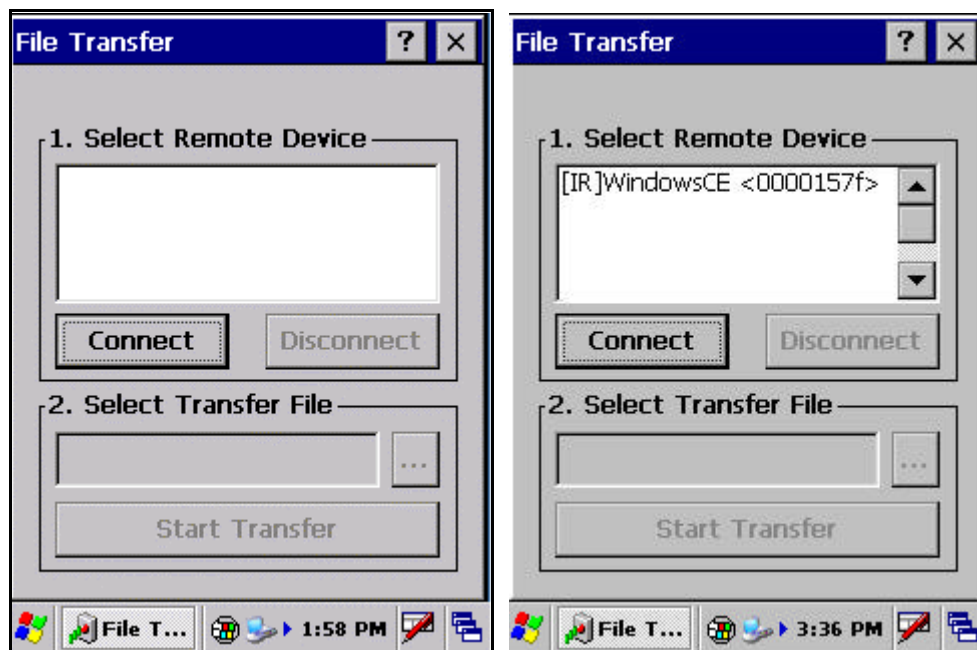 File Transfer ? ×
1. Select Remote Device
Connect Disconnect
2. Select Transfer File
...
Start Transfer
File T... 1:58 PM
File Transfer ? ×
1. Select Remote Device
[IR]WindowsCE <0000157f>
Connect Disconnect
2. Select Transfer File
...
Start Transfer
File T... 3:36 PM